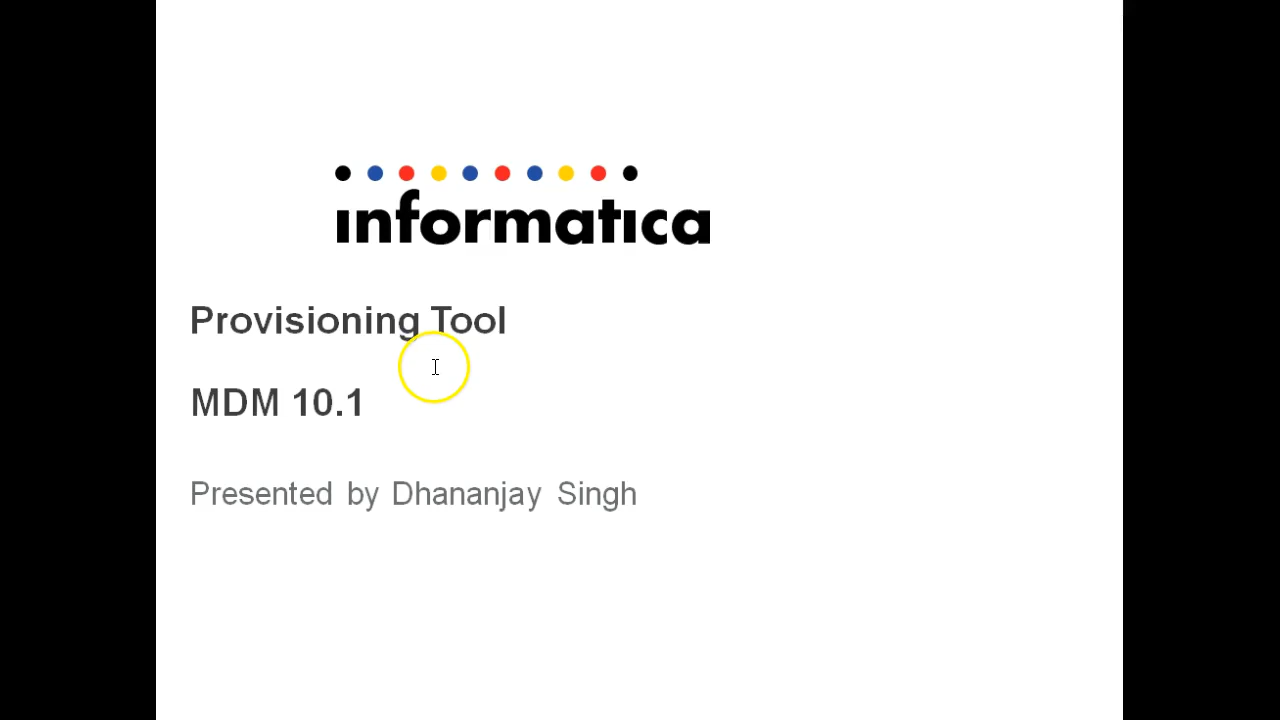 informatica
Provisioning Tool
MDM 10.1
Presented by Dhananjay Singh